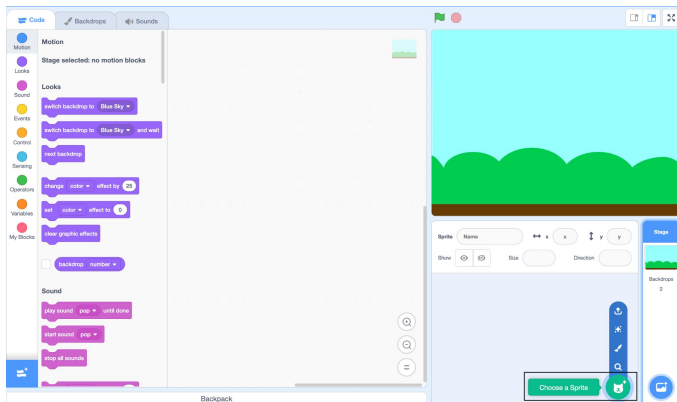 Code
Backdrops
Sounds
Motion
Looks
Sound
Events
Control
Sensing
Operators
Variables
My Blocks
Motion
Stage selected: no motion blocks
Looks
switch backdrop to Blue Sky
switch backdrop to Blue Sky and wait
next backdrop
change color effect by 25
set color effect to 0
clear graphic effects
backdrop number
Sound
play sound pop until done
start sound pop
stop all sounds
Backpack
Sprite Name x x y y
Show Size Direction
Stage
Backdrops
2
Choose a Sprite